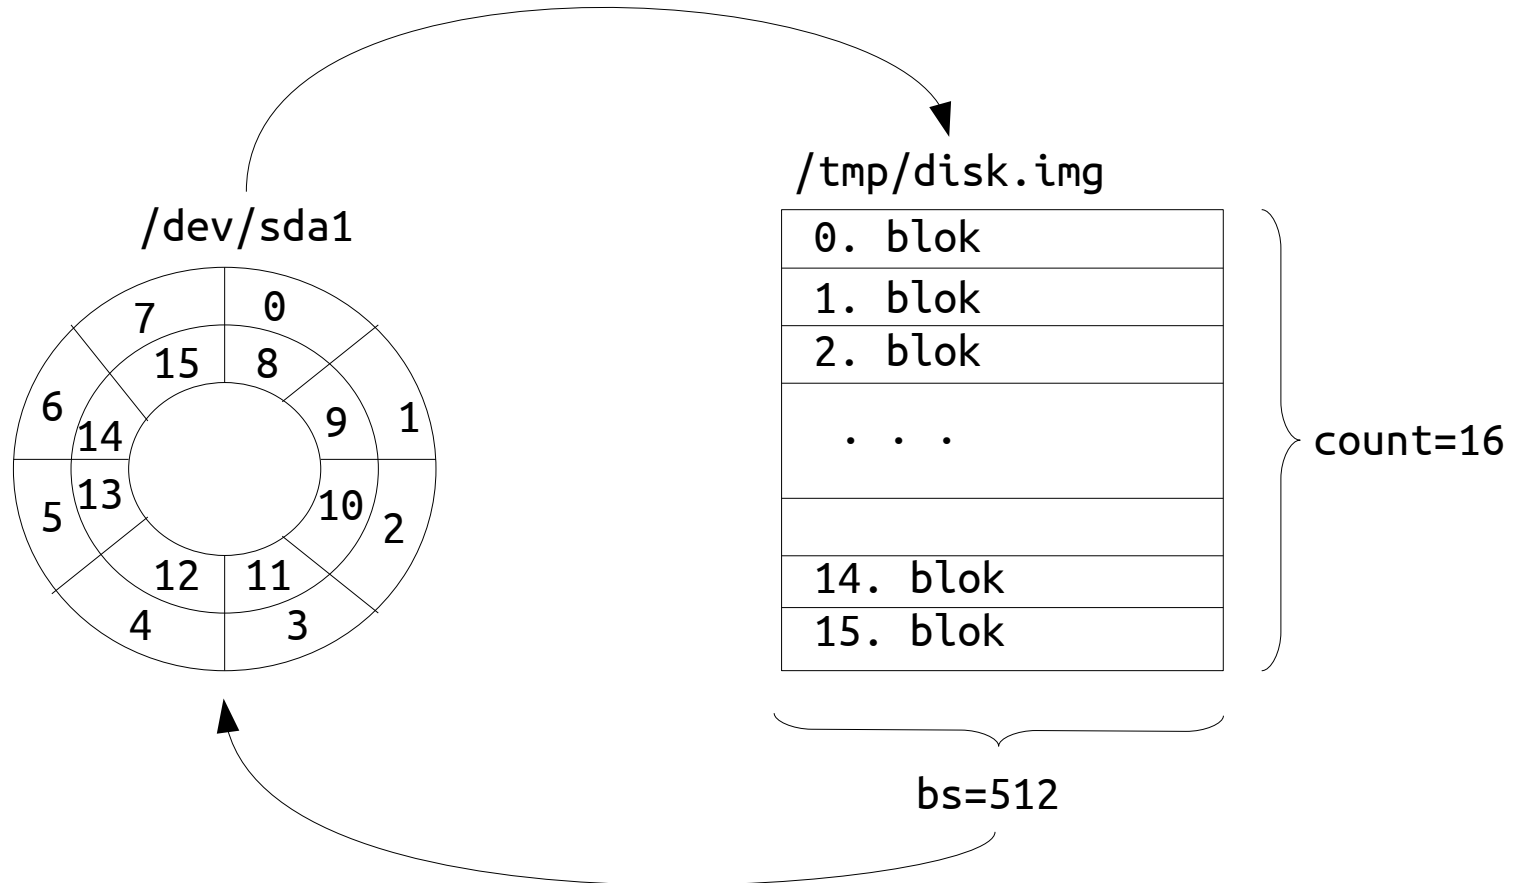 /tmp/disk.img
/dev/sda1
0. blok
1. blok
2. blok
. . .
14. blok
15. blok
7 0
15 8
6 14 9 1
5 13 10 2
12 11
4 3
count=16
bs=512